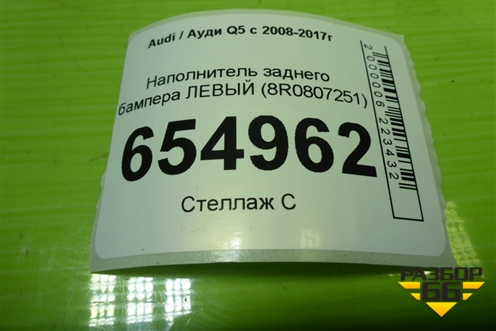 Audi / Ауди Q5 с 2008-2017г
Наполнитель заднего
бампера ЛЕВЫЙ (8R0807251)
654962
Стеллаж С
2000006223432
РАЗБОР
66